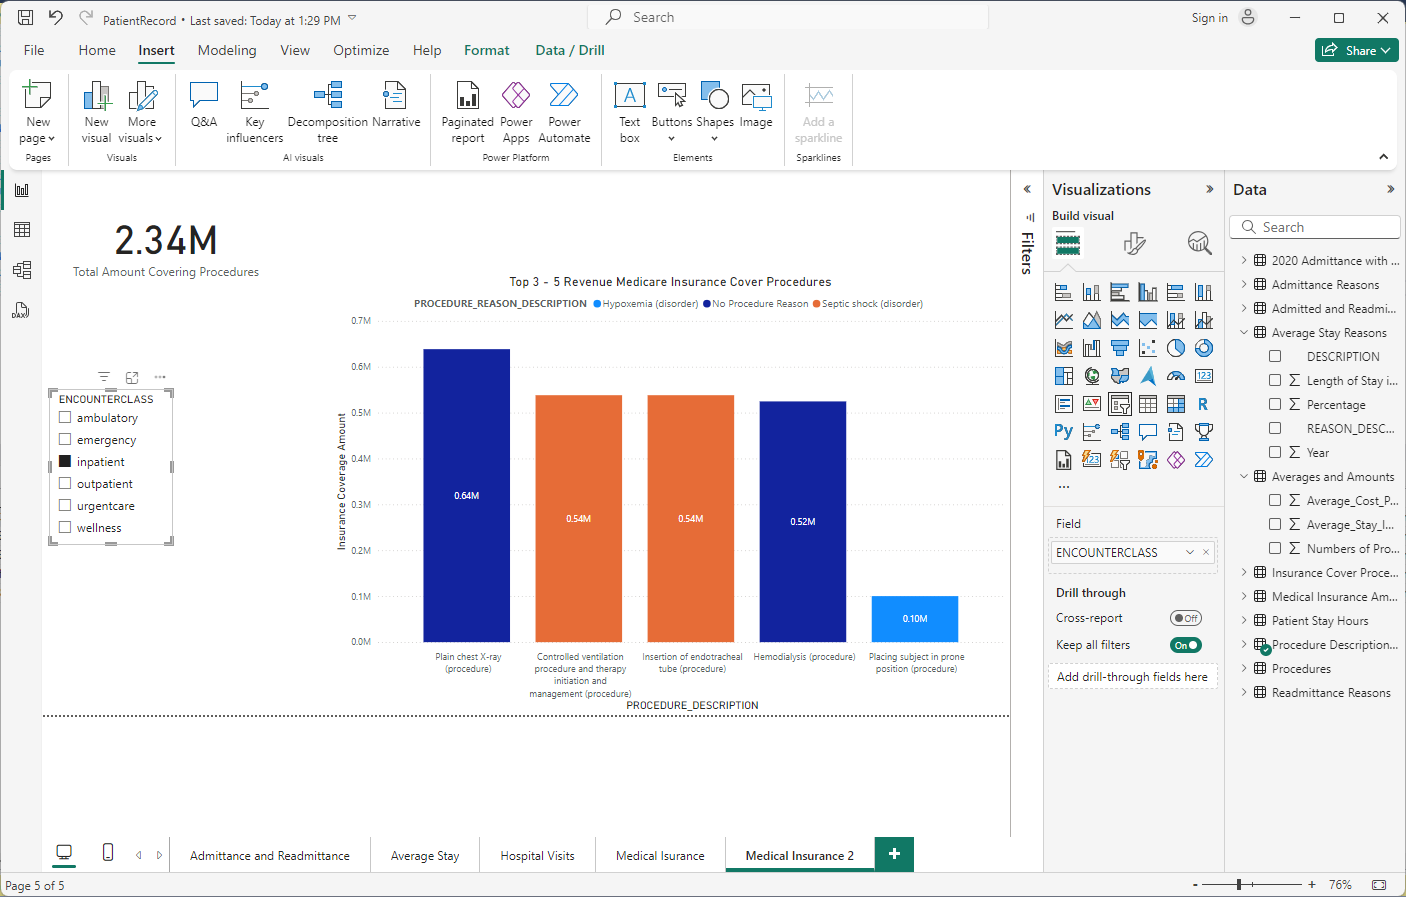 PatientRecord • Last saved: Today at 1:29 PM
Search
Sign in
File
Home
Insert
Modeling
View
Optimize
Help
Format
Data / Drill
Share
New page
New visual
More visuals
Q&A
Key influencers
Decomposition tree
Narrative
Paginated report
Power Apps
Power Automate
Text box
Buttons
Shapes
Image
Add a sparkline
Pages
Visuals
AI visuals
Power Platform
Elements
Sparklines
DAX
2.34M
Total Amount Covering Procedures
ENCOUNTERCLASS
ambulatory
emergency
inpatient
outpatient
urgentcare
wellness
Top 3 - 5 Revenue Medicare Insurance Cover Procedures
PROCEDURE_REASON_DESCRIPTION Hypoxemia (disorder) No Procedure Reason Septic shock (disorder)
Insurance Coverage Amount
0.7M
0.6M
0.5M
0.4M
0.3M
0.2M
0.1M
0.0M
0.64M
0.54M
0.54M
0.52M
0.10M
Plain chest X-ray
(procedure)
Controlled ventilation
procedure and therapy
initiation and
management (procedure)
Insertion of endotracheal
tube (procedure)
Hemodialysis (procedure)
Placing subject in prone
position (procedure)
PROCEDURE_DESCRIPTION
Filters
Visualizations
Build visual
123
R
Py
123
...
Field
ENCOUNTERCLASS
Drill through
Cross-report
Off
Keep all filters
On
Add drill-through fields here
Data
Search
2020 Admittance with ...
Admittance Reasons
Admitted and Readmi...
Average Stay Reasons
DESCRIPTION
Length of Stay i...
Percentage
REASON_DESC...
Year
Averages and Amounts
Average_Cost_P...
Average_Stay_I...
Numbers of Pro...
Insurance Cover Proce...
Medical Insurance Am...
Patient Stay Hours
Procedure Description...
Procedures
Readmittance Reasons
Admittance and Readmittance
Average Stay
Hospital Visits
Medical Isurance
Medical Insurance 2
+
Page 5 of 5
- + 76%